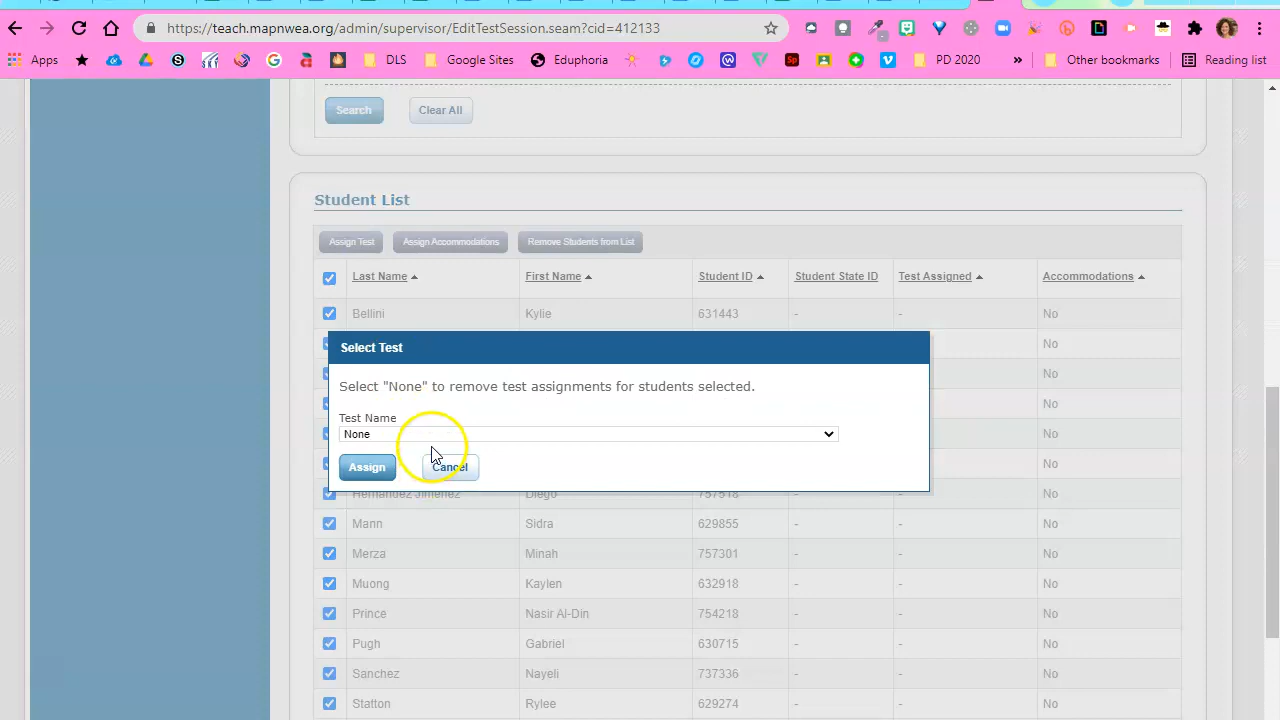 https://teach.mapnwea.org/admin/supervisor/EditTestSession.seam?cid=412133
Apps DLS Google Sites Eduphoria PD 2020 » Other bookmarks Reading list
Search Clear All
Student List
Assign Test Assign Accommodations Remove Students from List
Last Name First Name Student ID Student State ID Test Assigned Accommodations
Bellini Kylie 631443 - - No
No
No
No
No
No
Select Test
Select "None" to remove test assignments for students selected.
Test Name
None
Assign Cancel
Hernandez Jimenez Diego 757518 - - No
Mann Sidra 629855 - - No
Merza Minah 757301 - - No
Muong Kaylen 632918 - - No
Prince Nasir Al-Din 754218 - - No
Pugh Gabriel 630715 - - No
Sanchez Nayeli 737336 - - No
Statton Rylee 629274 - - No